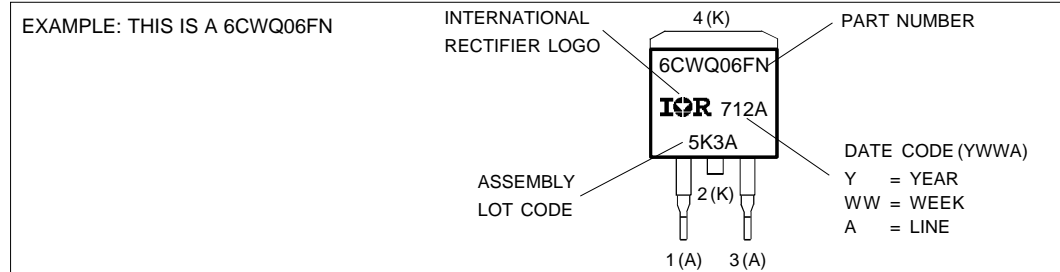 EXAMPLE: THIS IS A 6CWQ06FN
INTERNATIONAL
RECTIFIER LOGO
4 (K)
PART NUMBER
6CWQ06FN
IOR 712A
5K3A
ASSEMBLY
LOT CODE
2 (K)
1 (A) 3 (A)
DATE CODE (YWWA)
Y = YEAR
WW = WEEK
A = LINE